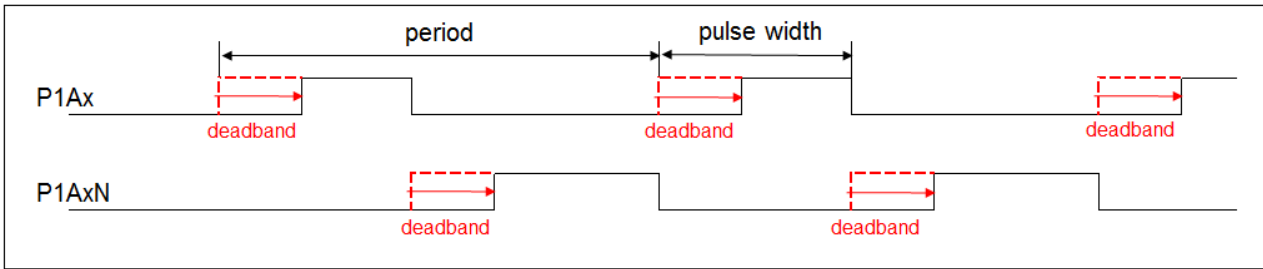 period
pulse width
P1Ax
deadband
deadband
deadband
P1AxN
deadband
deadband